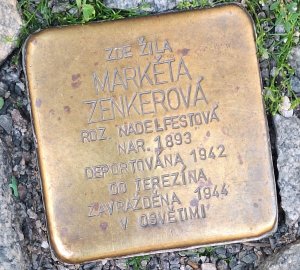 ZDE ŽILA
MARKÉTA
ZENKEROVÁ
ROZ. NADELFESTOVÁ
NAR. 1893
DEPORTOVÁNA 1942
DO TEREZÍNA
ZAVRAŽDĚNA 1944
V OSVĚTIMI